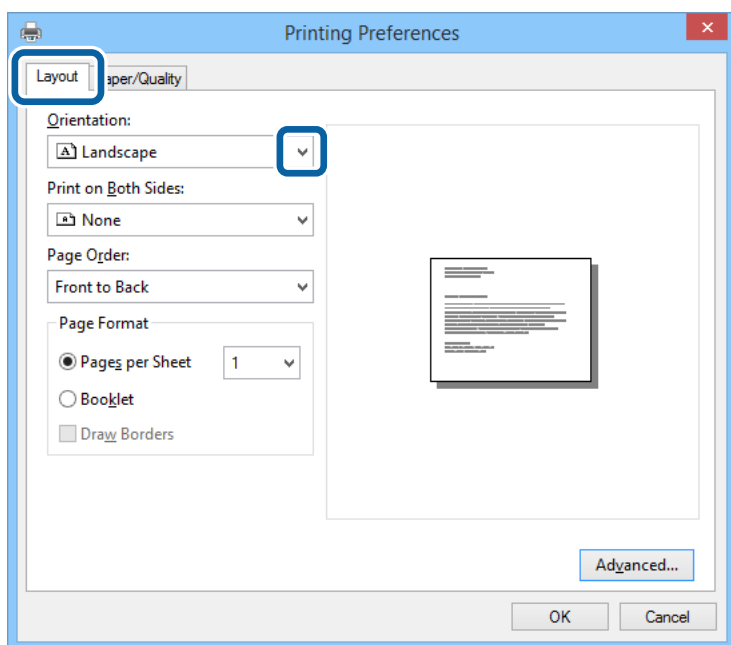 Printing Preferences
Layout aper/Quality
Orientation:
Landscape
Print on Both Sides:
None
Page Order:
Front to Back
Page Format
Pages per Sheet 1
Booklet
Draw Borders
Advanced...
OK Cancel